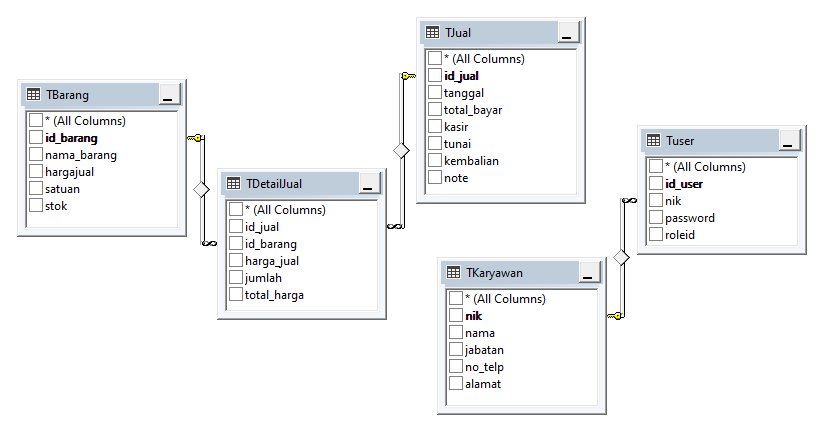 TBarang
* (All Columns)
id_barang
nama_barang
hargajual
satuan
stok
TDetailJual
* (All Columns)
id_jual
id_barang
harga_jual
jumlah
total_harga
TJual
* (All Columns)
id_jual
tanggal
total_bayar
kasir
tunai
kembalian
note
TKaryawan
* (All Columns)
nik
nama
jabatan
no_telp
alamat
Tuser
* (All Columns)
id_user
nik
password
roleid